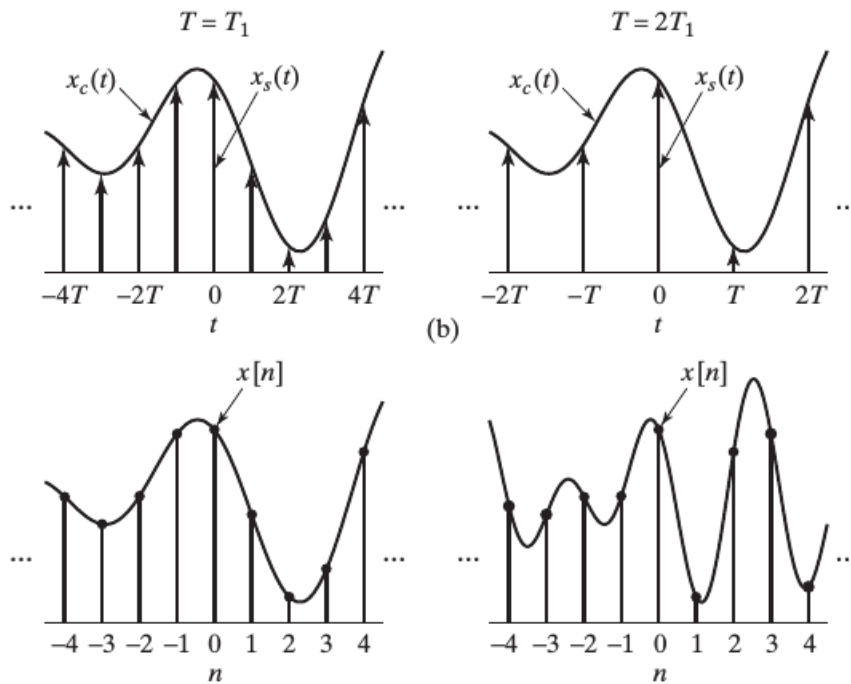 T = T₁ T = 2T₁
x_c(t) x_s(t) x_c(t) x_s(t)
... ... ... ..
−4T −2T 0 2T 4T −2T −T 0 T 2T
t t
(b)
x[n] x[n]
... ... ... ..
−4 −3 −2 −1 0 1 2 3 4 −4 −3 −2 −1 0 1 2 3 4
n n